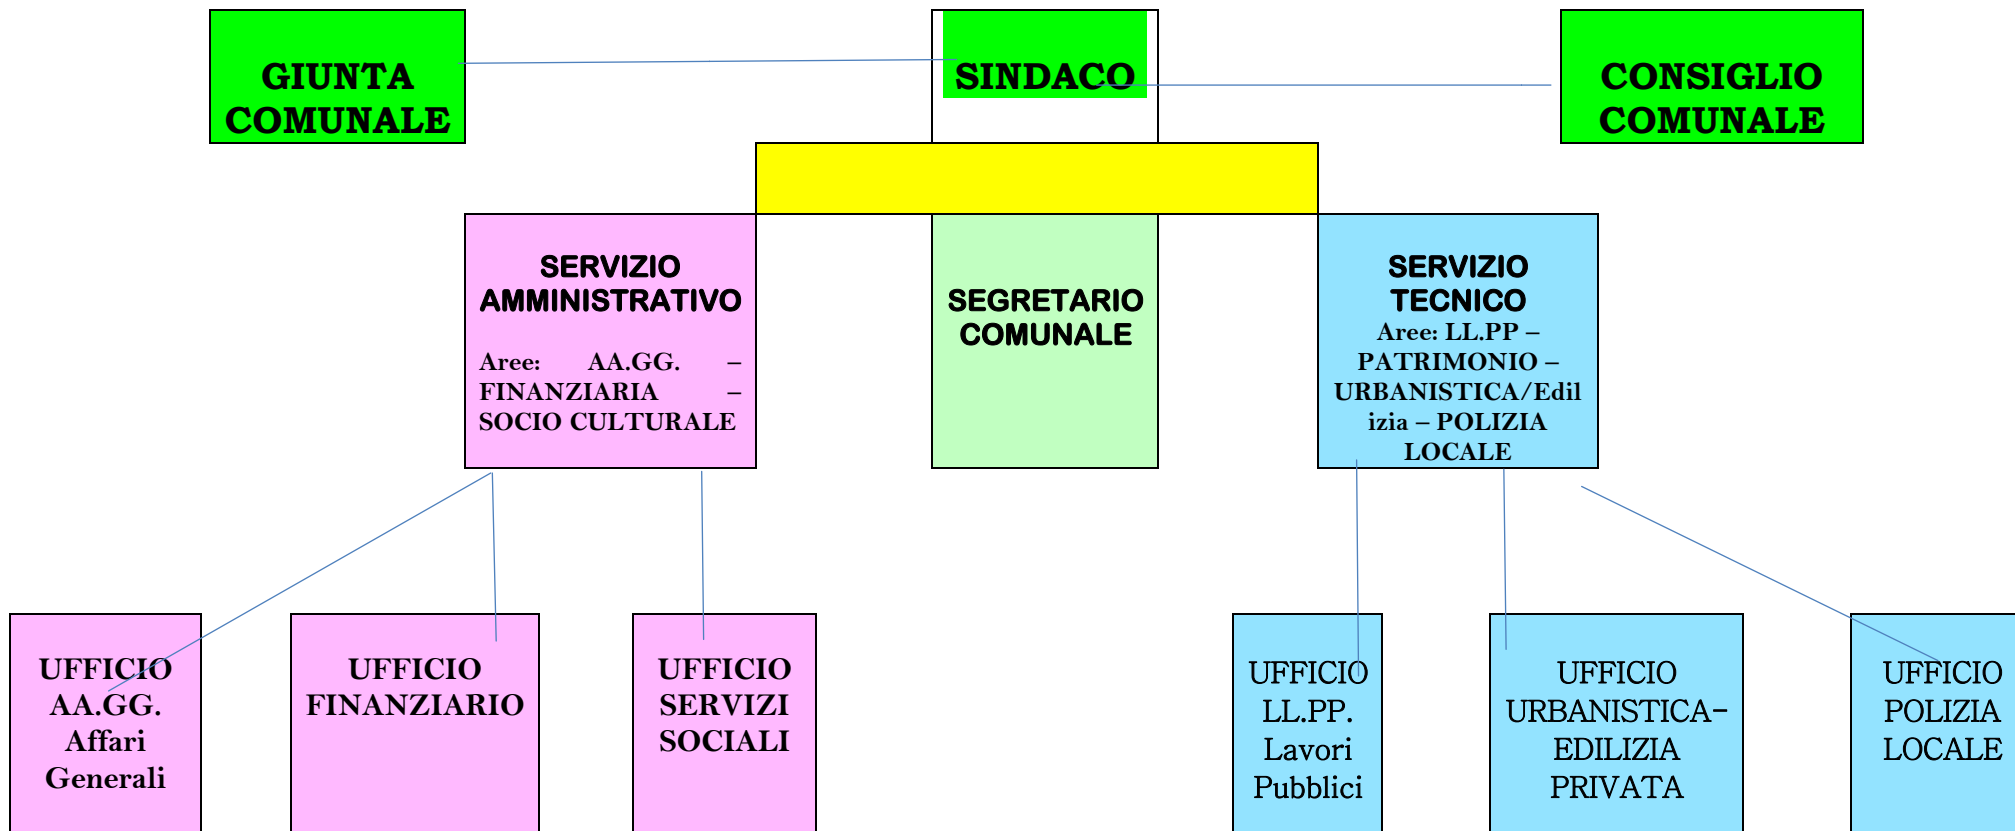 GIUNTA
COMUNALE
SINDACO
CONSIGLIO
COMUNALE
SERVIZIO
AMMINISTRATIVO
Aree: AA.GG. –
FINANZIARIA –
SOCIO CULTURALE
SEGRETARIO
COMUNALE
SERVIZIO
TECNICO
Aree: LL.PP –
PATRIMONIO –
URBANISTICA/Edil
izia – POLIZIA
LOCALE
UFFICIO
AA.GG.
Affari
Generali
UFFICIO
FINANZIARIO
UFFICIO
SERVIZI
SOCIALI
UFFICIO
LL.PP.
Lavori
Pubblici
UFFICIO
URBANISTICA-
EDILIZIA
PRIVATA
UFFICIO
POLIZIA
LOCALE